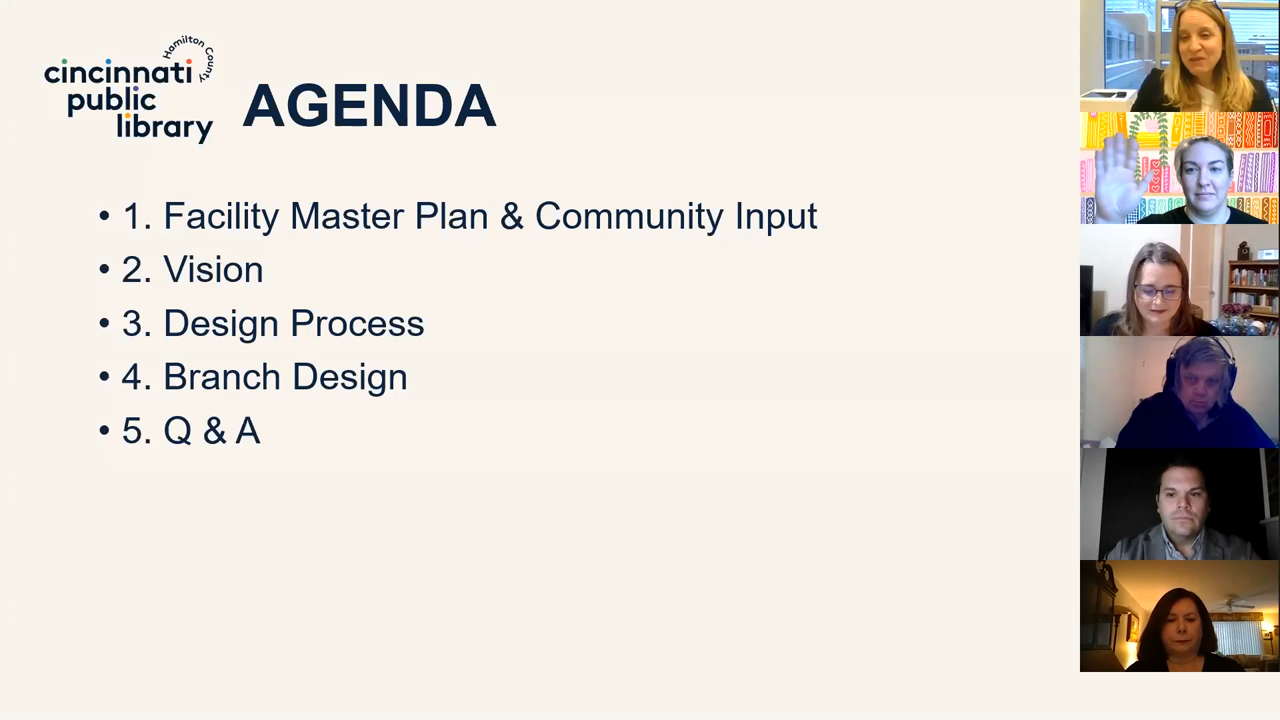 Hamilton County
cincinnati
public
library
AGENDA
• 1. Facility Master Plan & Community Input
• 2. Vision
• 3. Design Process
• 4. Branch Design
• 5. Q & A